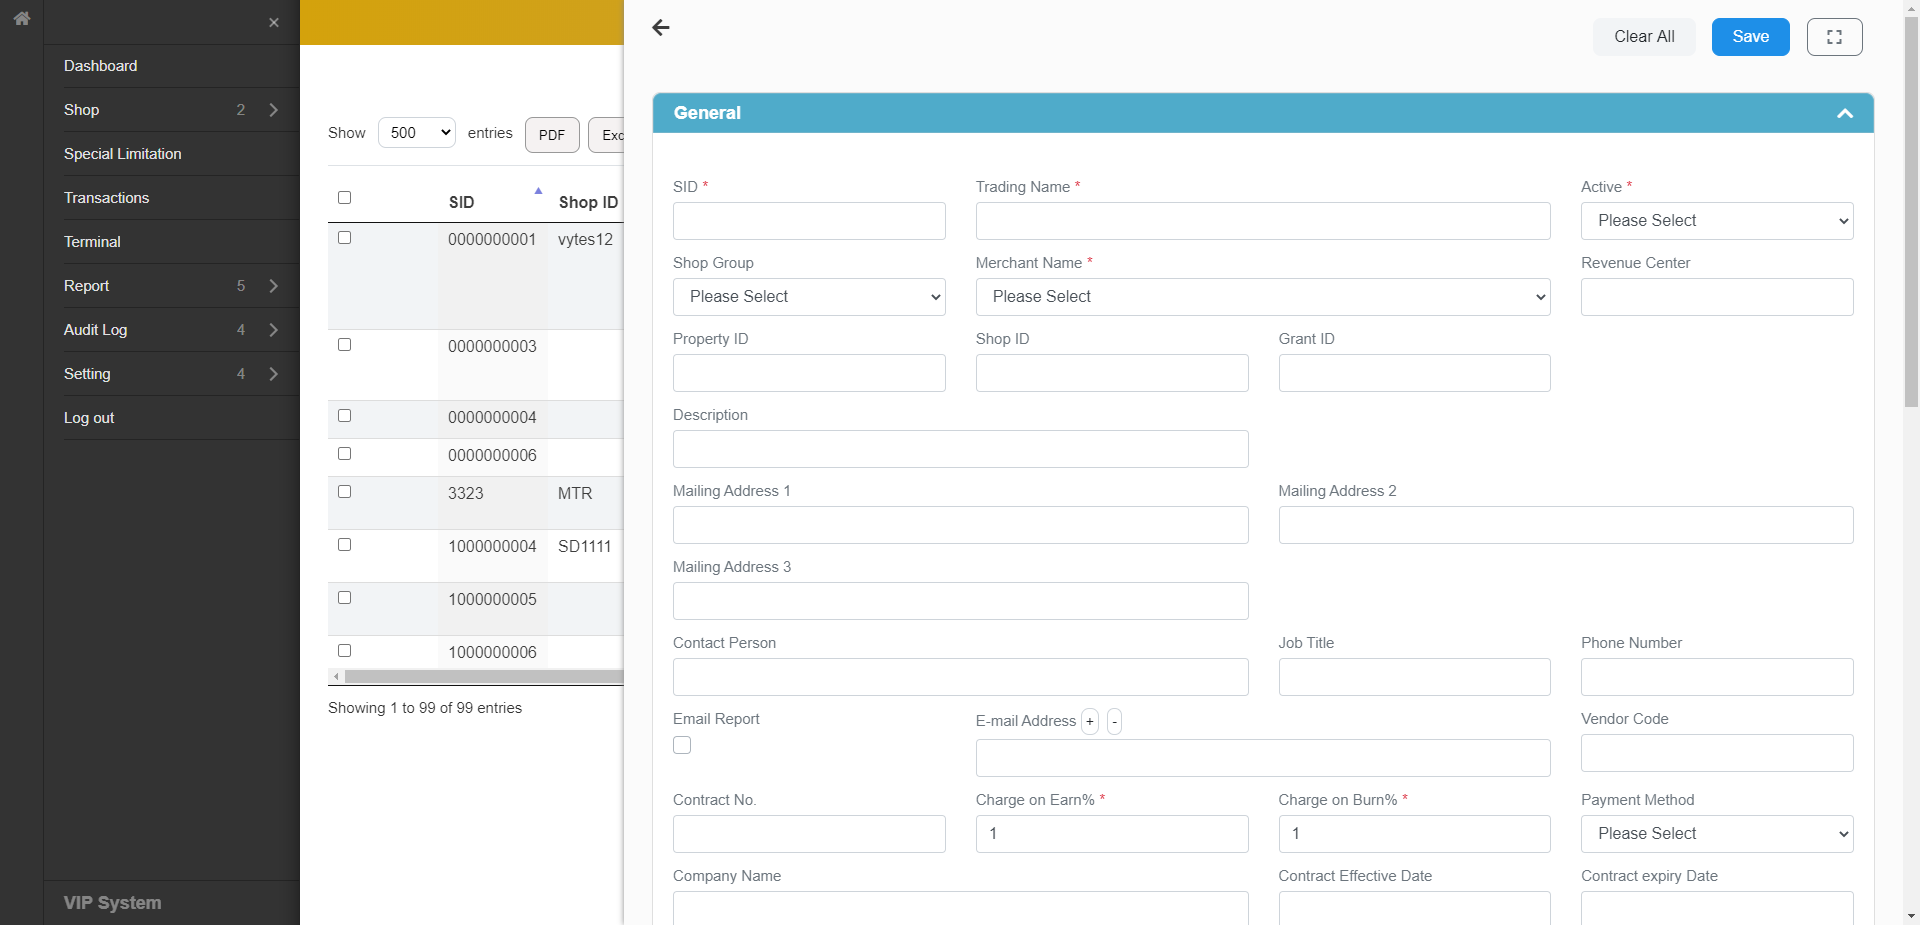 ×
Dashboard
Shop 2
Special Limitation
Transactions
Terminal
Report 5
Audit Log 4
Setting 4
Log out
VIP System
Show 500 entries PDF Exc
SID Shop ID
0000000001 vytes12
0000000003
0000000004
0000000006
3323 MTR
1000000004 SD1111
1000000005
1000000006
Showing 1 to 99 of 99 entries
Clear All Save
General
SID * Trading Name * Active *
Please Select
Shop Group Merchant Name * Revenue Center
Please Select Please Select
Property ID Shop ID Grant ID
Description
Mailing Address 1 Mailing Address 2
Mailing Address 3
Contact Person Job Title Phone Number
Email Report E-mail Address + - Vendor Code
Contract No. Charge on Earn% * Charge on Burn% * Payment Method
1 1 Please Select
Company Name Contract Effective Date Contract expiry Date